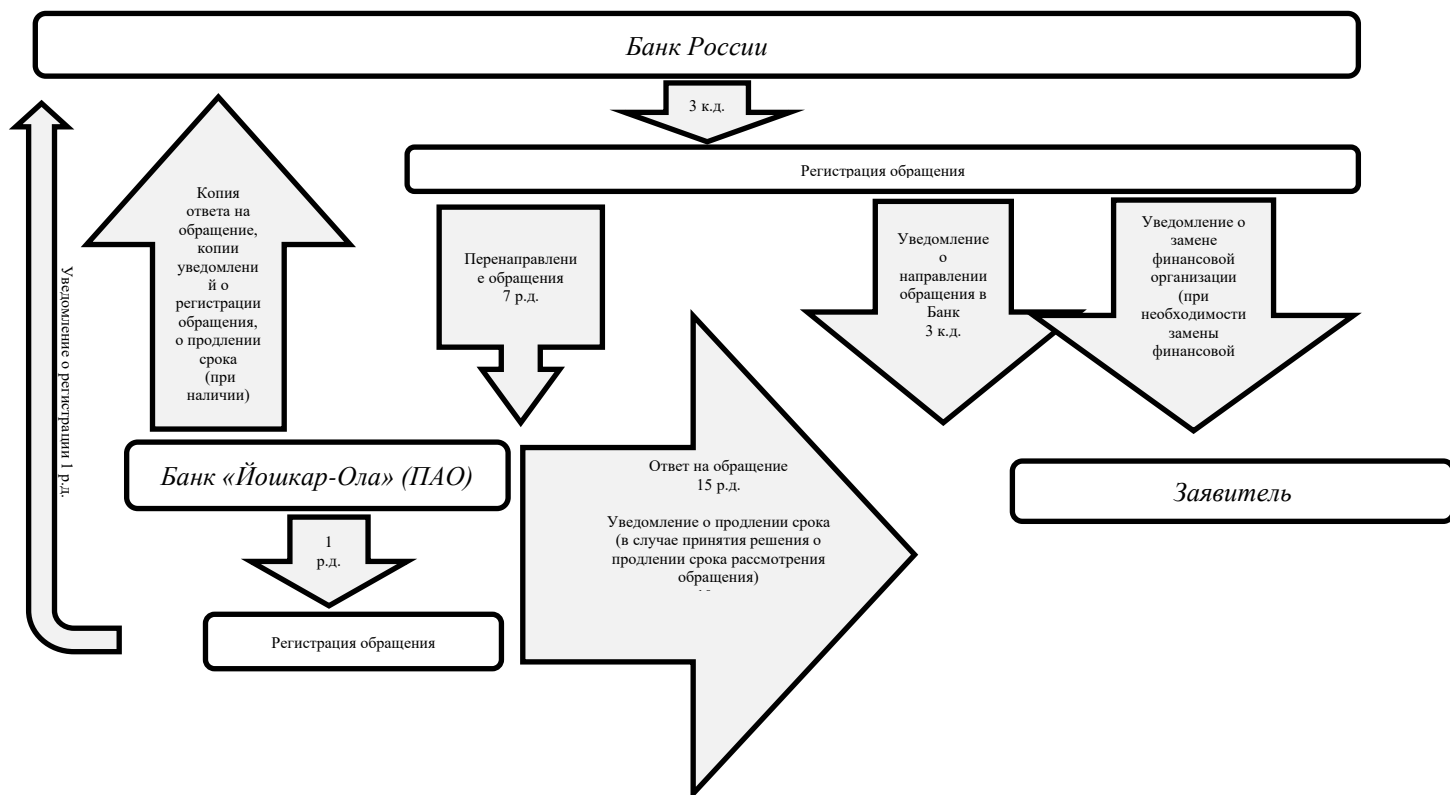 Банк России
3 к.д.
Регистрация обращения
Копия
ответа на
обращение,
копии
уведомлени
й о
регистрации
обращения,
о продлении
срока
(при
наличии)
Перенаправлени
е обращения
7 р.д.
Уведомление
о
направлении
обращения в
Банк
3 к.д.
Уведомление о
замене
финансовой
организации
(при
необходимости
замены
финансовой
Уведомление о регистрации 1 р.д.
Банк «Йошкар-Ола» (ПАО)
Ответ на обращение
15 р.д.
Уведомление о продлении срока
(в случае принятия решения о
продлении срока рассмотрения
обращения)
Заявитель
1
р.д.
Регистрация обращения